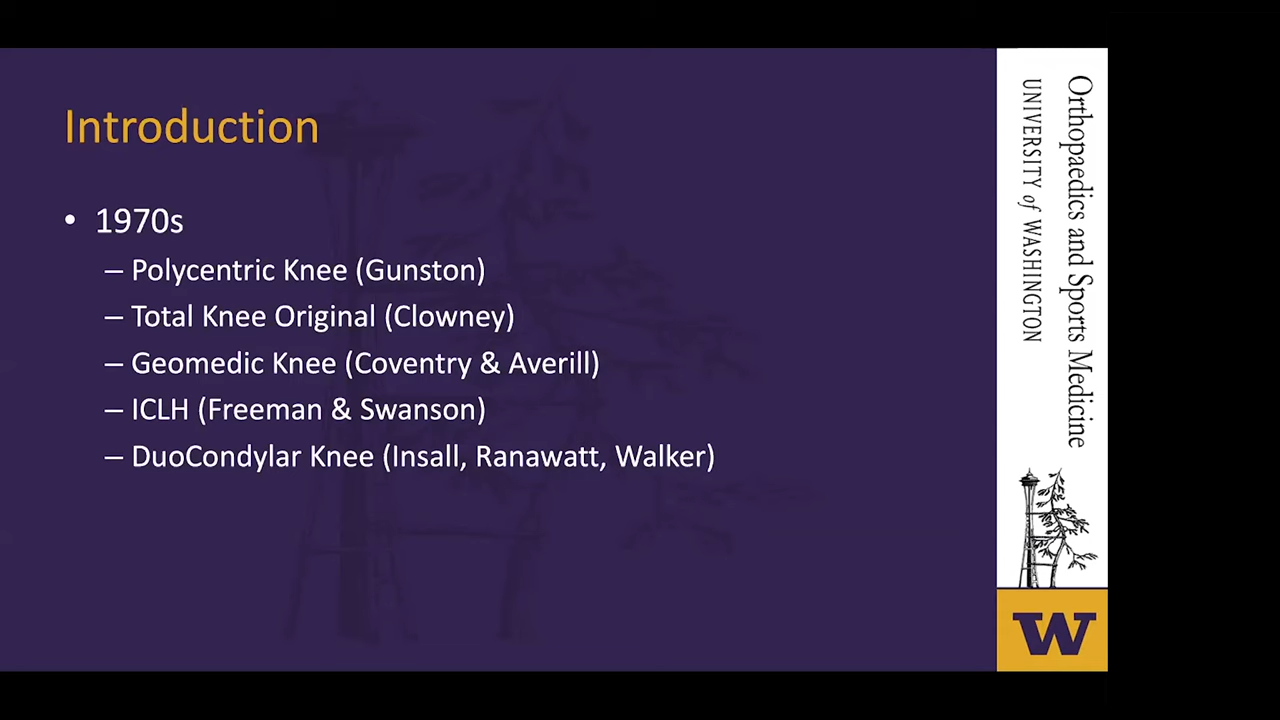 Introduction
• 1970s
– Polycentric Knee (Gunston)
– Total Knee Original (Clowney)
– Geomedic Knee (Coventry & Averill)
– ICLH (Freeman & Swanson)
– DuoCondylar Knee (Insall, Ranawatt, Walker)
Orthopaedics and Sports Medicine
UNIVERSITY of WASHINGTON
W